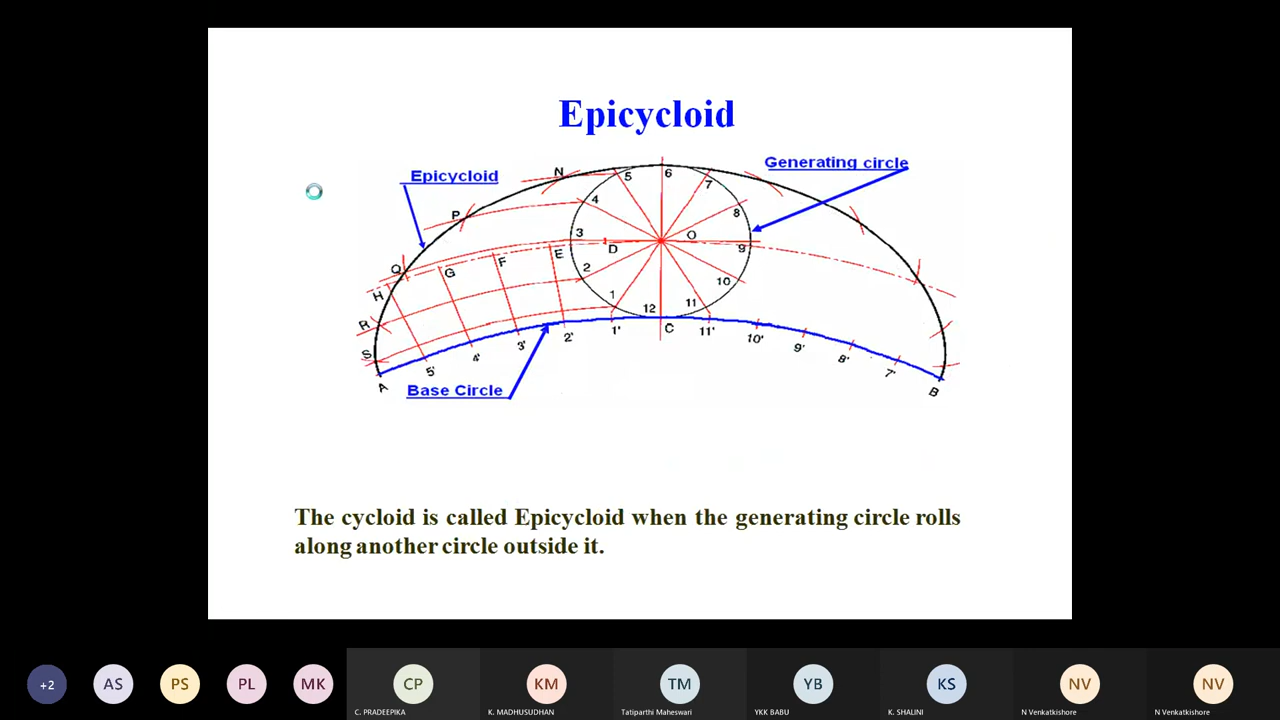 Epicycloid
Generating circle
Epicycloid
N
5
6
7
4
8
P
3
O
9
D
E
F
G
Q
2
10
H
1
12
11
R
C
1'
11'
10'
2'
9'
3'
S
4'
8'
5'
7'
A
B
Base Circle
The cycloid is called Epicycloid when the generating circle rolls
along another circle outside it.
+2
AS
PS
PL
MK
CP
KM
TM
YB
KS
NV
NV
C. PRADEEPIKA
K. MADHUSUDHAN
Tatiparthi Maheswari
YKK BABU
K. SHALINI
N Venkatkishore
N Venkatkishore